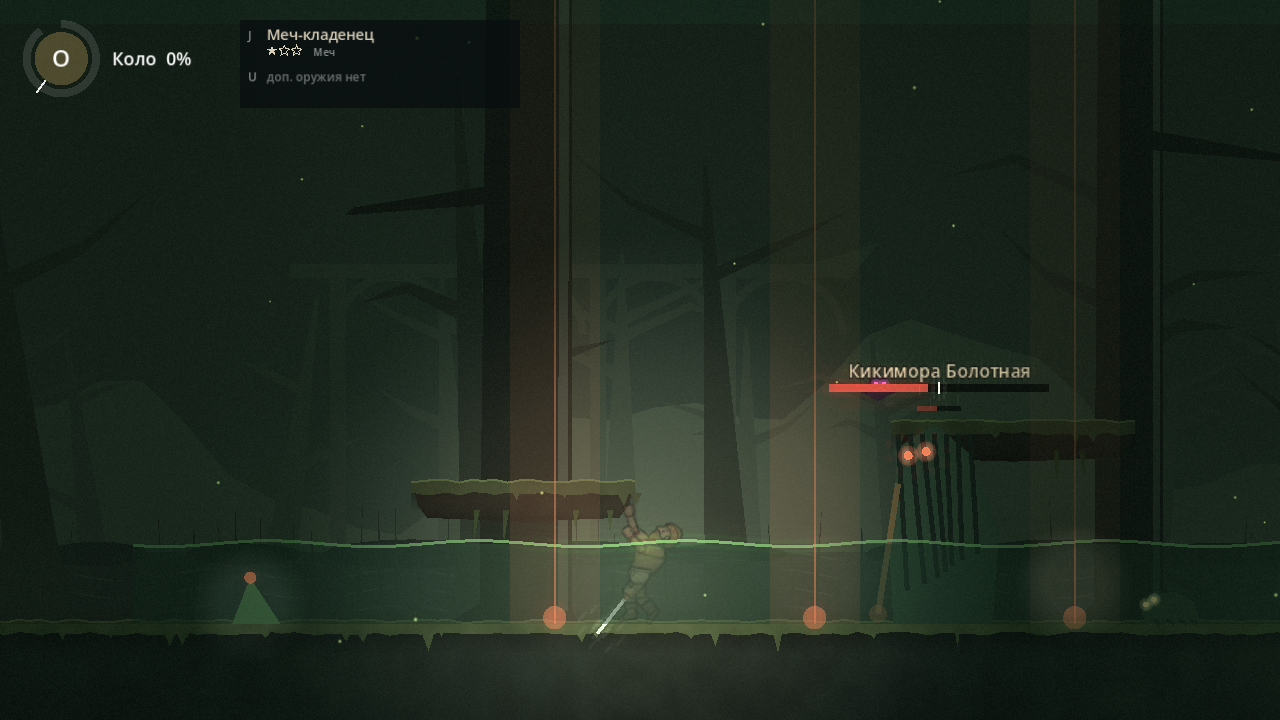 О
Коло 0%
J Меч-кладенец
Меч
U доп. оружия нет
Кикимора Болотная